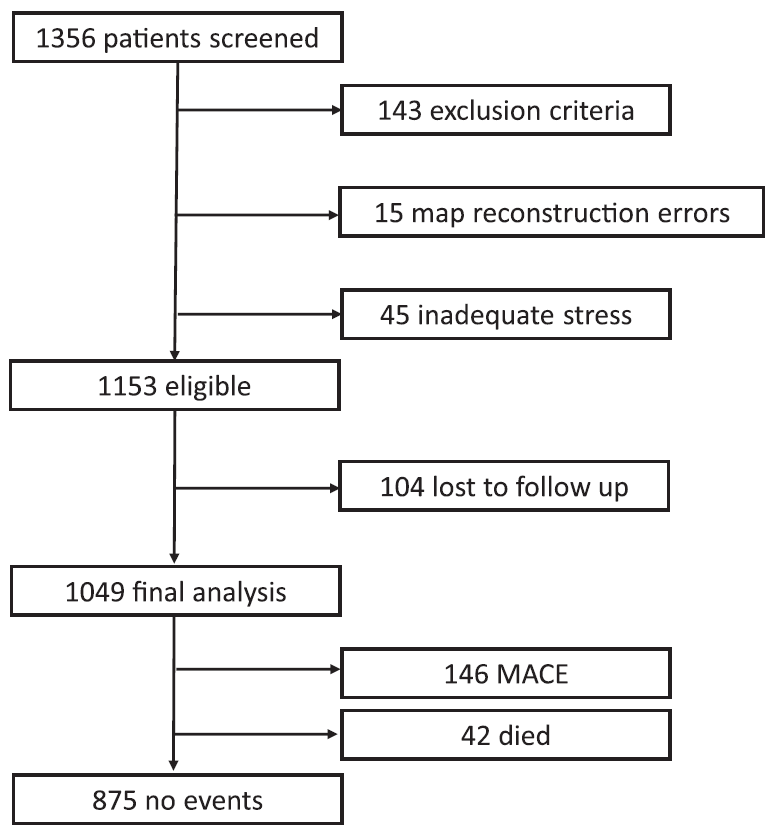 1356 patients screened
143 exclusion criteria
15 map reconstruction errors
45 inadequate stress
1153 eligible
104 lost to follow up
1049 final analysis
146 MACE
42 died
875 no events